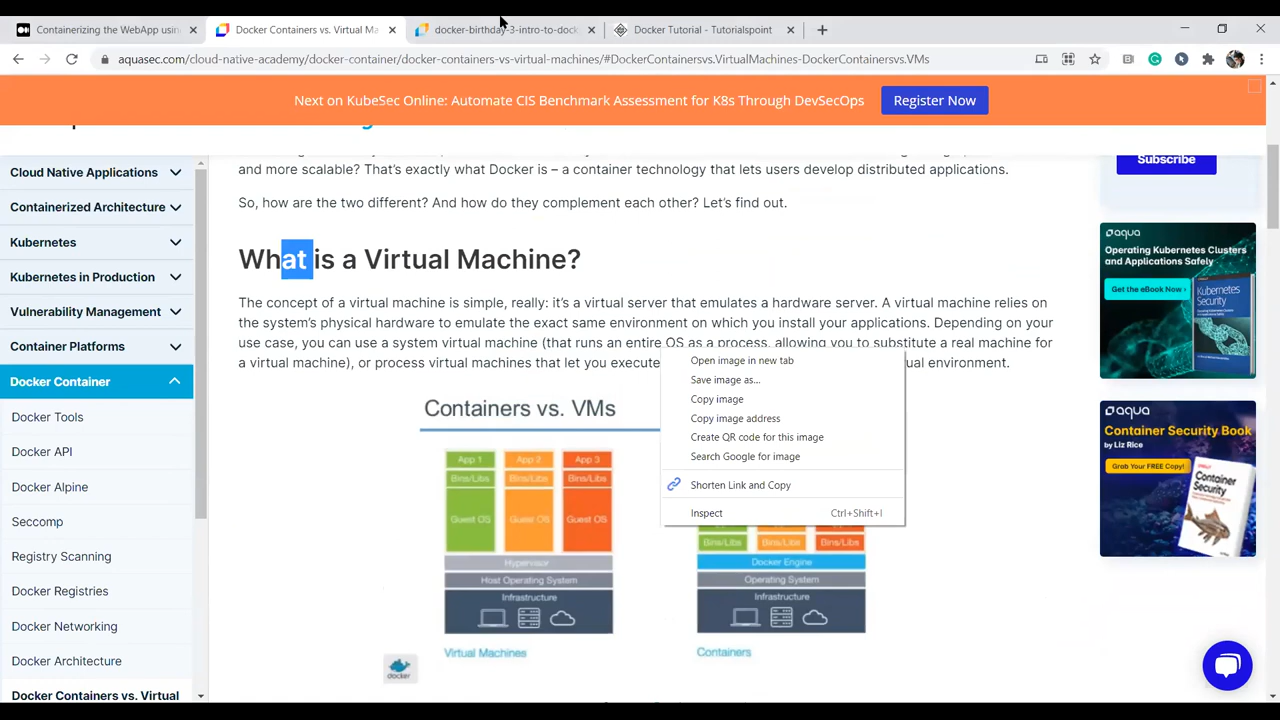 Containerizing the WebApp usin
Docker Containers vs. Virtual Ma
docker-birthday-3-intro-to-dock
Docker Tutorial - Tutorialspoint
aquasec.com/cloud-native-academy/docker-container/docker-containers-vs-virtual-machines/#DockerContainersvs.VirtualMachines-DockerContainersvs.VMs
Next on KubeSec Online: Automate CIS Benchmark Assessment for K8s Through DevSecOps
Register Now
Cloud Native Applications
Containerized Architecture
Kubernetes
Kubernetes in Production
Vulnerability Management
Container Platforms
Docker Container
Docker Tools
Docker API
Docker Alpine
Seccomp
Registry Scanning
Docker Registries
Docker Networking
Docker Architecture
Docker Containers vs. Virtual
and more scalable? That's exactly what Docker is – a container technology that lets users develop distributed applications.
So, how are the two different? And how do they complement each other? Let's find out.
What is a Virtual Machine?
The concept of a virtual machine is simple, really: it's a virtual server that emulates a hardware server. A virtual machine relies on
the system's physical hardware to emulate the exact same environment on which you install your applications. Depending on your
use case, you can use a system virtual machine (that runs an entire OS as a process, allowing you to substitute a real machine for
a virtual machine), or process virtual machines that let you execute
ual environment.
Containers vs. VMs
App 1 App 2 App 3
Bins/Libs Bins/Libs Bins/Libs
Guest OS Guest OS Guest OS
Hypervisor
Host Operating System
Infrastructure
Virtual Machines
docker
Open image in new tab
Save image as...
Copy image
Copy image address
Create QR code for this image
Search Google for image
Shorten Link and Copy
Inspect Ctrl+Shift+I
Bins/Libs Bins/Libs Bins/Libs
Docker Engine
Operating System
Infrastructure
Containers
Subscribe
aqua
Operating Kubernetes Clusters
and Applications Safely
Get the eBook Now ›
Kubernetes
Security
aqua
Container Security Book
by Liz Rice
Grab Your FREE Copy!
Container
Security